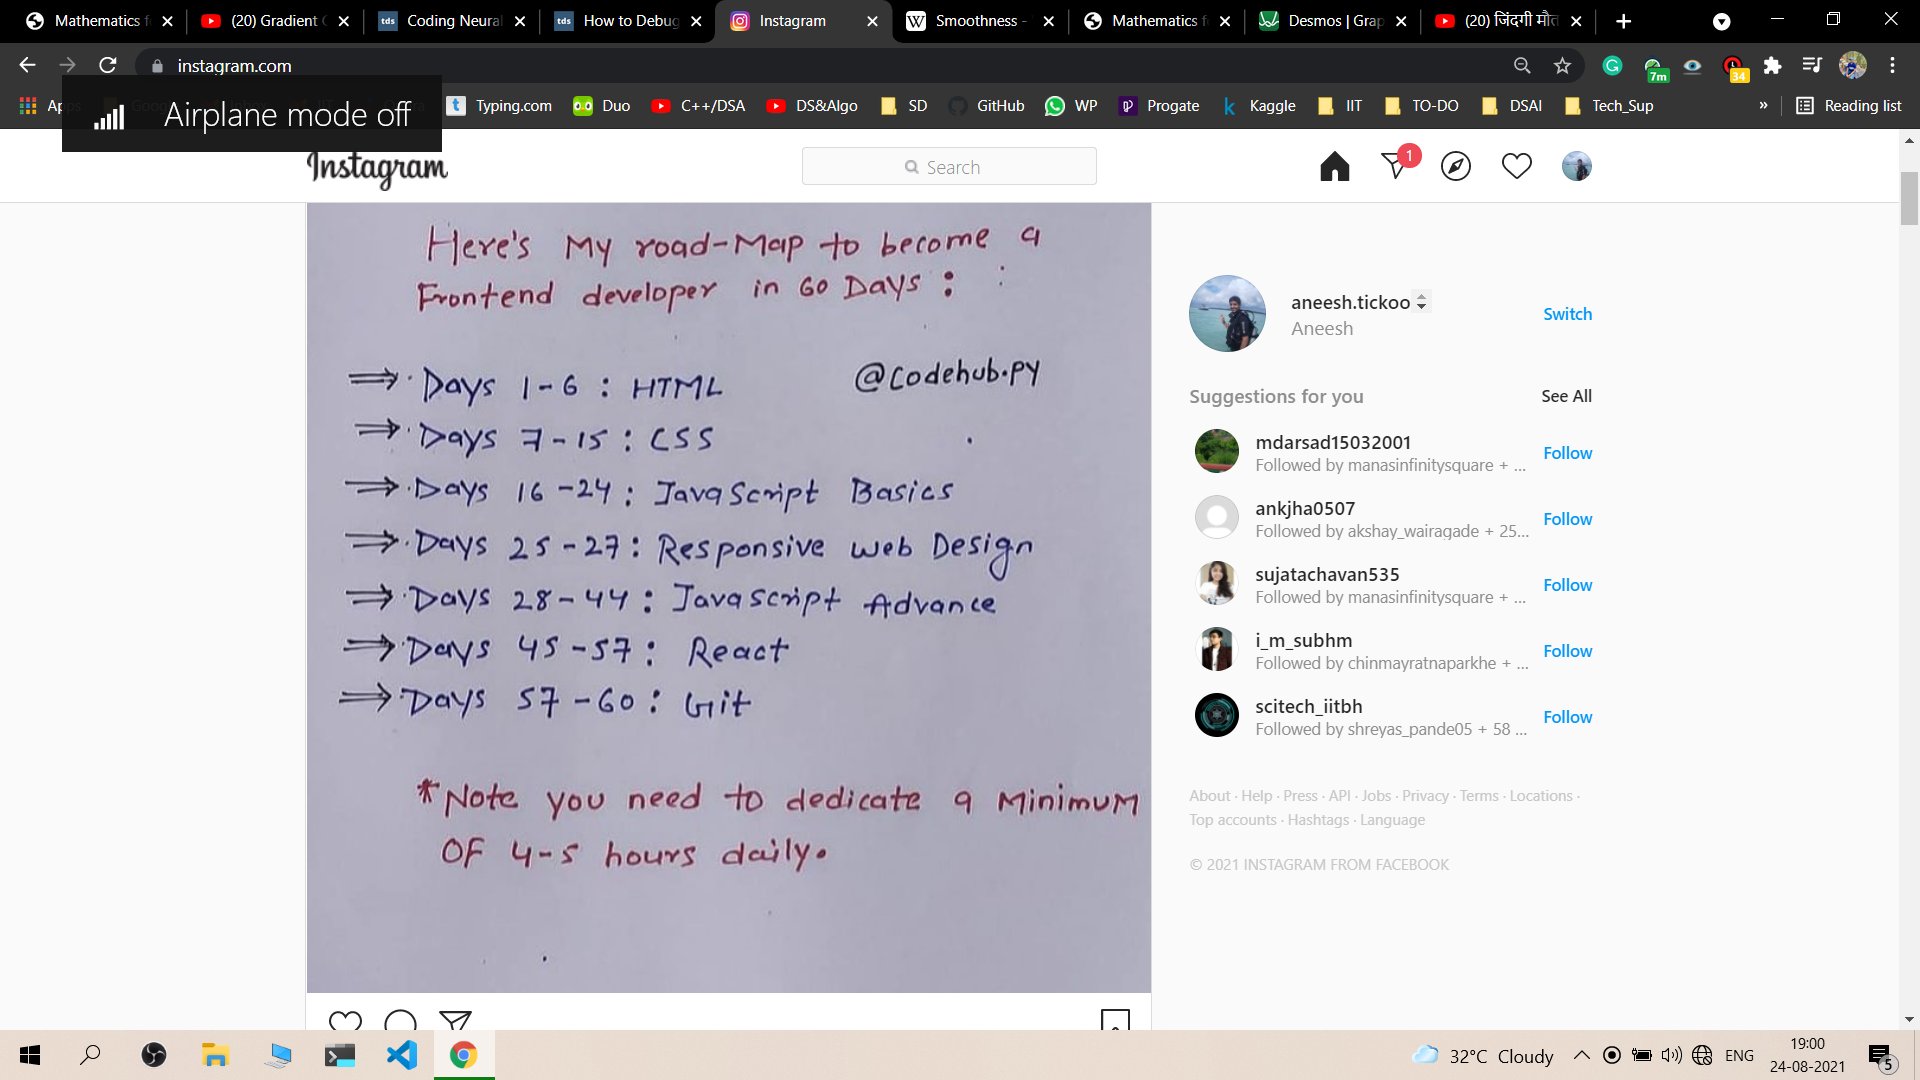 Mathematics f
(20) Gradient
Coding Neural
How to Debug
Instagram
Smoothness -
Mathematics f
Desmos | Grap
(20) जिंदगी मौत
instagram.com
7m
34
Airplane mode off
Typing.com
Duo
C++/DSA
DS&Algo
SD
GitHub
WP
Progate
Kaggle
IIT
TO-DO
DSAI
Tech_Sup
»
Reading list
Instagram
Search
1
Here's My road-Map to become a
Frontend developer in 60 Days :
@codehub.py
⇒ Days 1-6 : HTML
⇒ Days 7-15 : CSS
⇒ Days 16-24 : JavaScript Basics
⇒ Days 25-27 : Responsive web Design
⇒ Days 28-44 : Javascript Advance
⇒ Days 45-57 : React
⇒ Days 57-60 : Git
*Note you need to dedicate a minimum
OF 4-5 hours daily.
aneesh.tickoo
Aneesh
Switch
Suggestions for you
See All
mdarsad15032001
Followed by manasinfinitysquare + ...
Follow
ankjha0507
Followed by akshay_wairagade + 25...
Follow
sujatachavan535
Followed by manasinfinitysquare + ...
Follow
i_m_subhm
Followed by chinmayratnaparkhe + ...
Follow
scitech_iitbh
Followed by shreyas_pande05 + 58 ...
Follow
About · Help · Press · API · Jobs · Privacy · Terms · Locations ·
Top accounts · Hashtags · Language
© 2021 INSTAGRAM FROM FACEBOOK
32°C Cloudy
ENG
19:00
24-08-2021
5